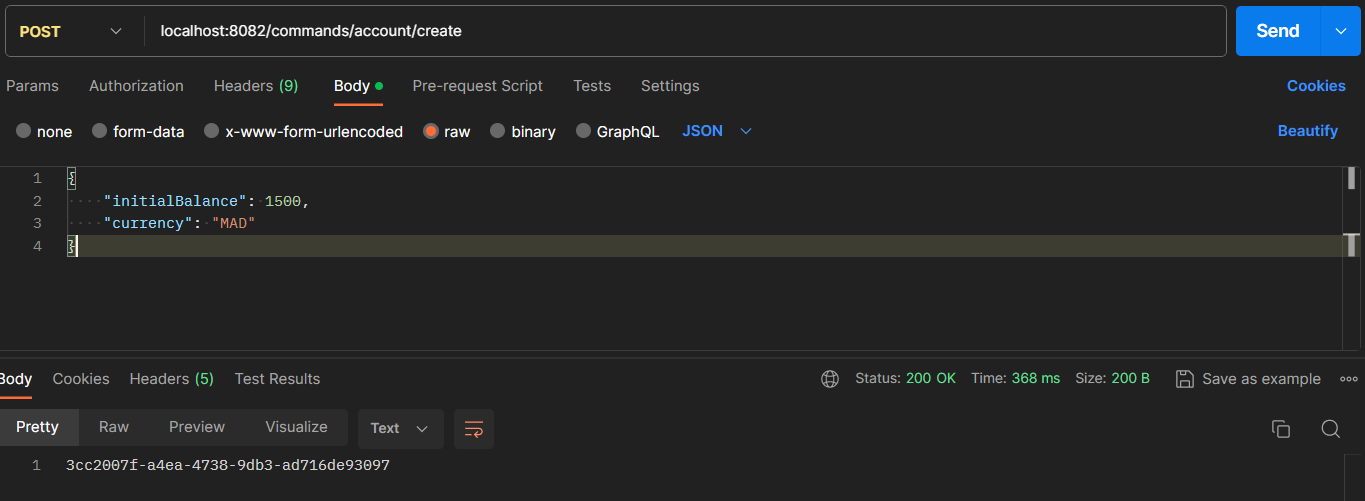 POST localhost:8082/commands/account/create Send
Params Authorization Headers (9) Body Pre-request Script Tests Settings Cookies
none form-data x-www-form-urlencoded raw binary GraphQL JSON Beautify
1 {
2 "initialBalance": 1500,
3 "currency": "MAD"
4 }
Body Cookies Headers (5) Test Results Status: 200 OK Time: 368 ms Size: 200 B Save as example
Pretty Raw Preview Visualize Text
1 3cc2007f-a4ea-4738-9db3-ad716de93097